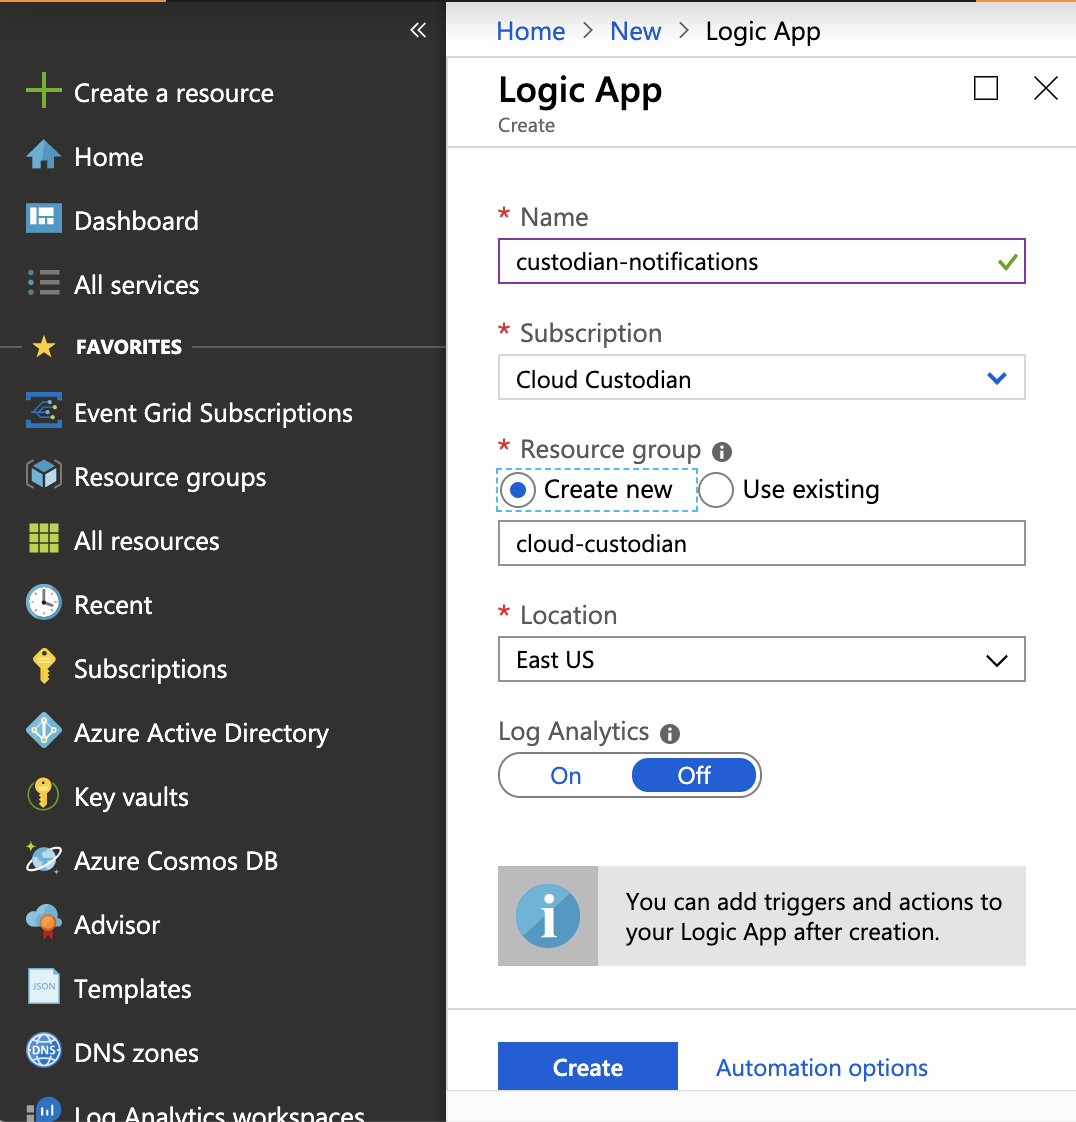 «
Create a resource
Home
Dashboard
All services
FAVORITES
Event Grid Subscriptions
Resource groups
All resources
Recent
Subscriptions
Azure Active Directory
Key vaults
Azure Cosmos DB
Advisor
JSON
Templates
DNS
DNS zones
Log Analytics workspaces
Home > New > Logic App
Logic App
Create
* Name
custodian-notifications
* Subscription
Cloud Custodian
* Resource group
Create new Use existing
cloud-custodian
* Location
East US
Log Analytics
On Off
You can add triggers and actions to
your Logic App after creation.
Create Automation options